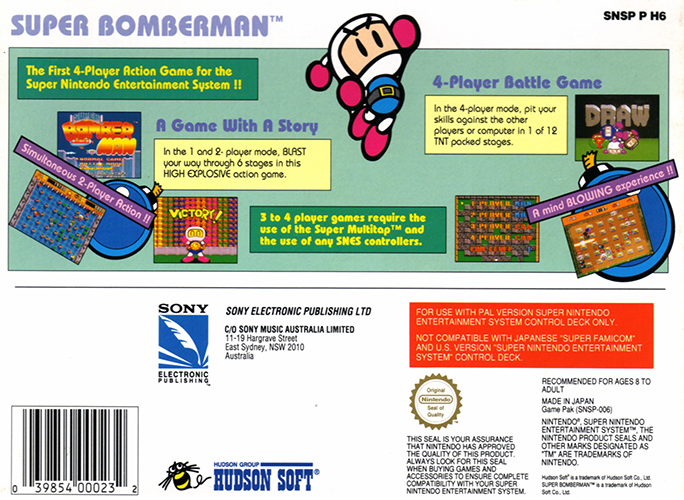 SUPER BOMBERMAN™
SNSP P H6
The First 4-Player Action Game for the
Super Nintendo Entertainment System !!
BOMBER
MAN
Simultaneous 2-Player Action !!
A Game With A Story
In the 1 and 2- player mode, BLAST
your way through 6 stages in this
HIGH EXPLOSIVE action game.
VICTORY!
4-Player Battle Game
In the 4-player mode, pit your
skills against the other
players or computer in 1 of 12
TNT packed stages.
DRAW
3 to 4 player games require the
use of the Super Multitap™ and
the use of any SNES controllers.
A mind BLOWING experience !!
SONY
ELECTRONIC
PUBLISHING™
SONY ELECTRONIC PUBLISHING LTD
C/O SONY MUSIC AUSTRALIA LIMITED
11-19 Hargrave Street
East Sydney, NSW 2010
Australia
FOR USE WITH PAL VERSION SUPER NINTENDO
ENTERTAINMENT SYSTEM CONTROL DECK ONLY.
NOT COMPATIBLE WITH JAPANESE "SUPER FAMICOM"
AND U.S. VERSION "SUPER NINTENDO ENTERTAINMENT
SYSTEM" CONTROL DECK.
Original
Nintendo
Seal of
Quality
THIS SEAL IS YOUR ASSURANCE
THAT NINTENDO HAS APPROVED
THE QUALITY OF THIS PRODUCT.
ALWAYS LOOK FOR THIS SEAL
WHEN BUYING GAMES AND
ACCESSORIES TO ENSURE COMPLETE
COMPATIBILITY WITH YOUR SUPER
NINTENDO ENTERTAINMENT SYSTEM.
RECOMMENDED FOR AGES 8 TO
ADULT
MADE IN JAPAN
Game Pak (SNSP-006)
NINTENDO®, SUPER NINTENDO
ENTERTAINMENT SYSTEM™, THE
NINTENDO PRODUCT SEALS AND
OTHER MARKS DESIGNATED AS
"TM" ARE TRADEMARKS OF
NINTENDO.
Hudson Soft® is a trademark of Hudson Soft Co., Ltd.
SUPER BOMBERMAN™ is a trademark of Hudson
Soft Co., Ltd.
HUDSON GROUP
HUDSON SOFT®
0 39854 00023 2